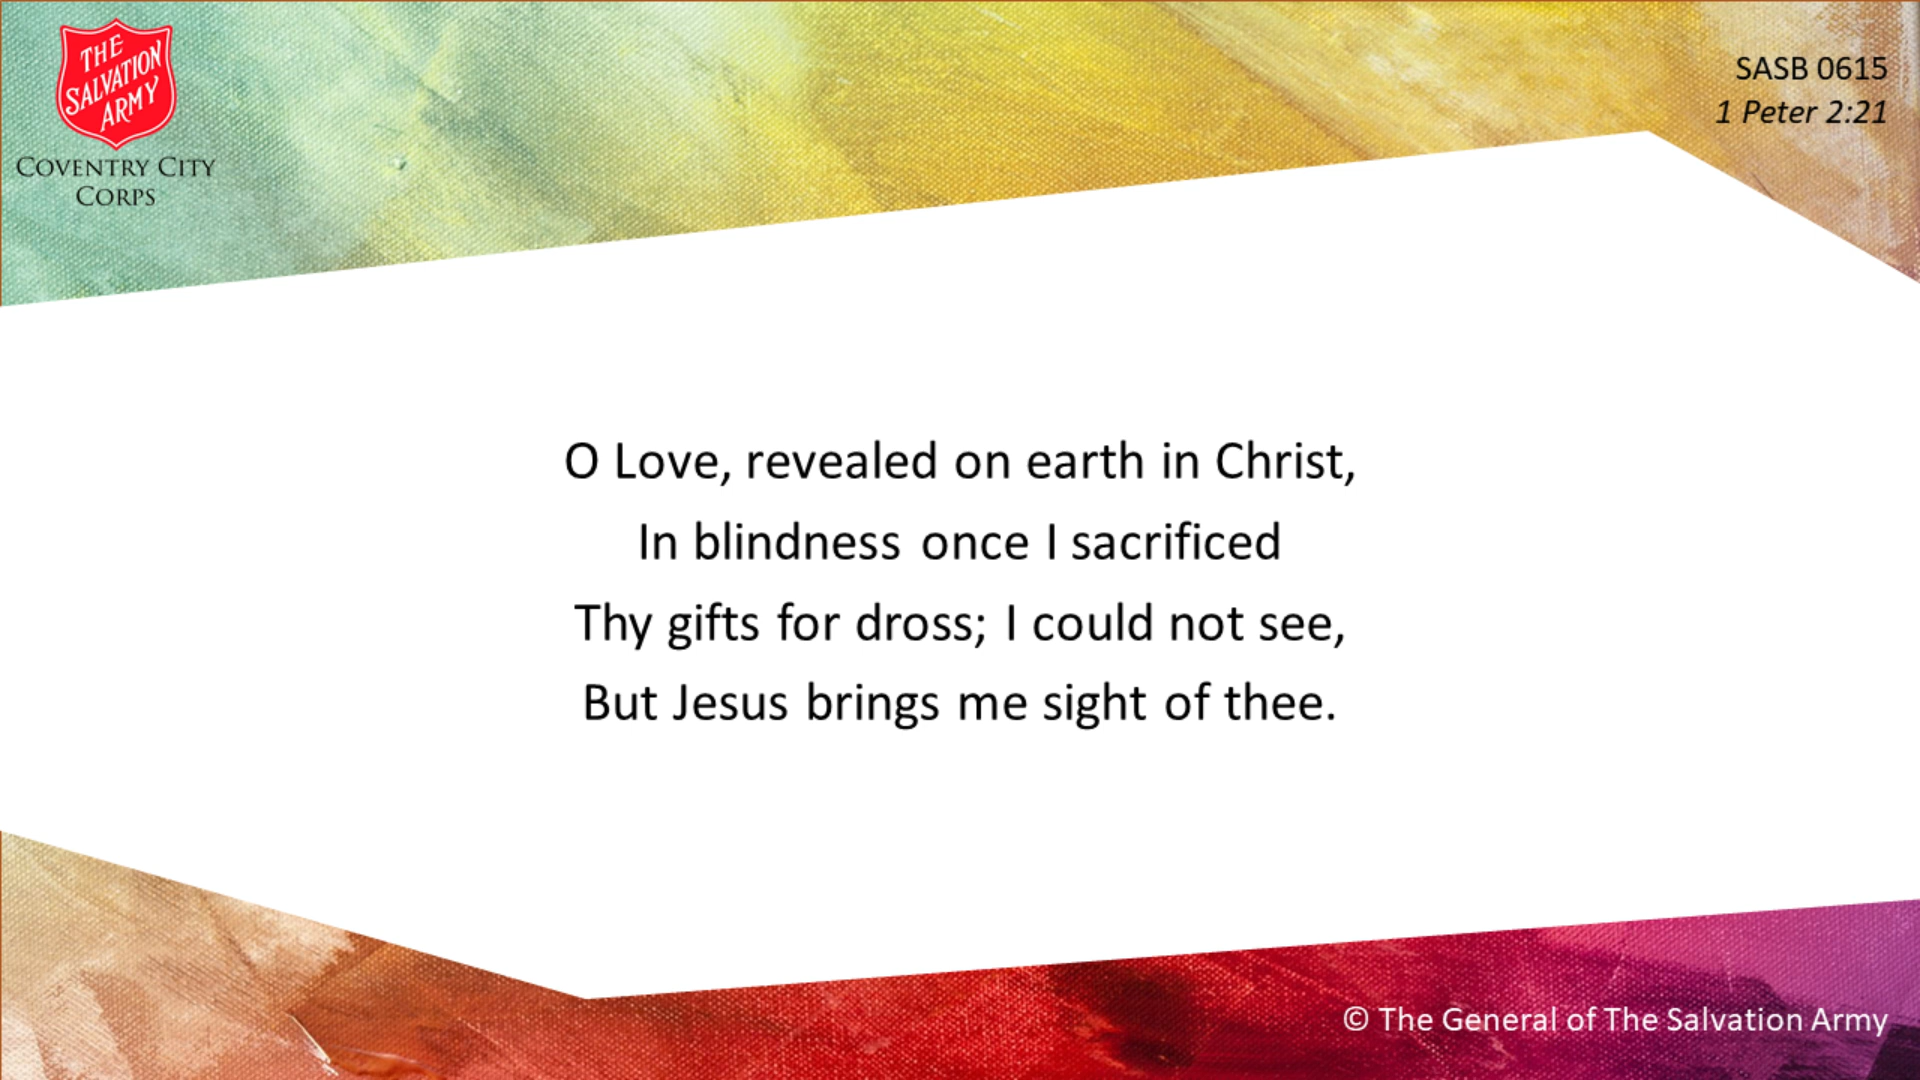 THE
SALVATION
ARMY
COVENTRY CITY
CORPS
SASB 0615
1 Peter 2:21
O Love, revealed on earth in Christ,
In blindness once I sacrificed
Thy gifts for dross; I could not see,
But Jesus brings me sight of thee.
© The General of The Salvation Army